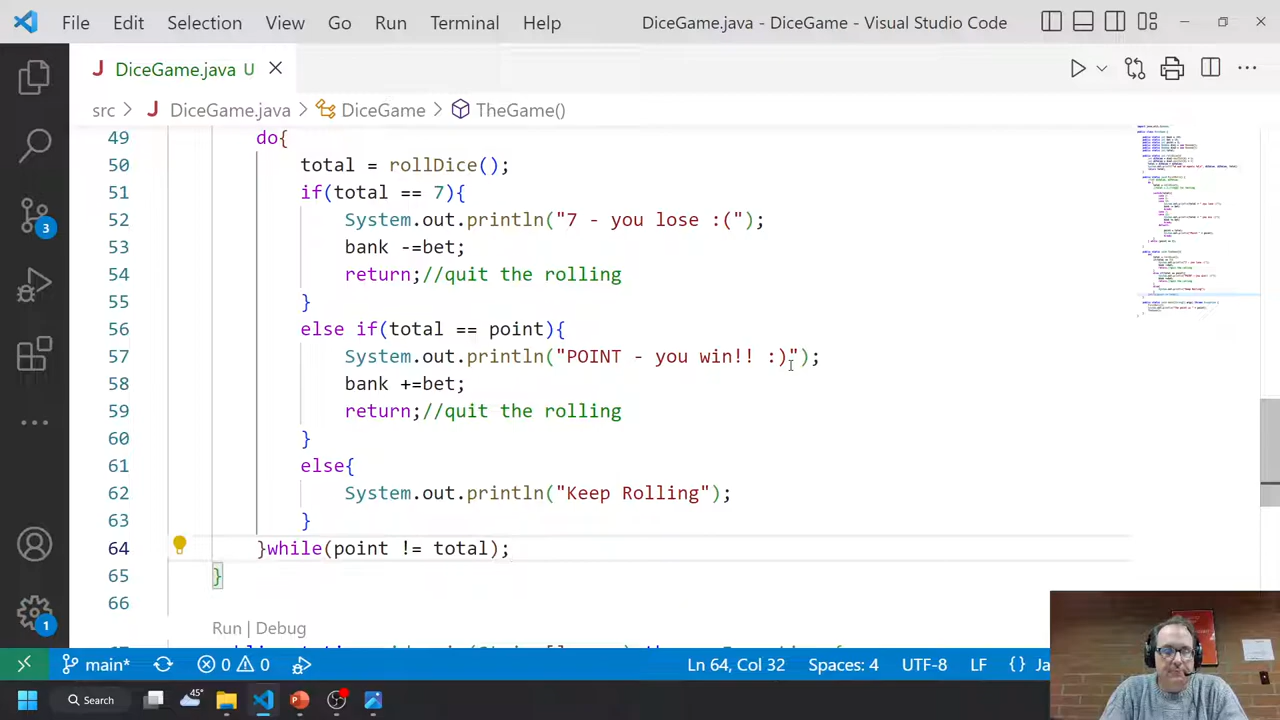 File Edit Selection View Go Run Terminal Help DiceGame.java - DiceGame - Visual Studio Code
J DiceGame.java U
src > J DiceGame.java > DiceGame > TheGame()
49 do{
50 total = rollDice();
51 if(total == 7){
52 System.out.println("7 - you lose :(");
53 bank -=bet;
54 return;//quit the rolling
55 }
56 else if(total == point){
57 System.out.println("POINT - you win!! :)");
58 bank +=bet;
59 return;//quit the rolling
60 }
61 else{
62 System.out.println("Keep Rolling");
63 }
64 }while(point != total);
65 }
66
Run | Debug
3
1
main* 0 0 Ln 64, Col 32 Spaces: 4 UTF-8 LF {} Ja
Search 45°